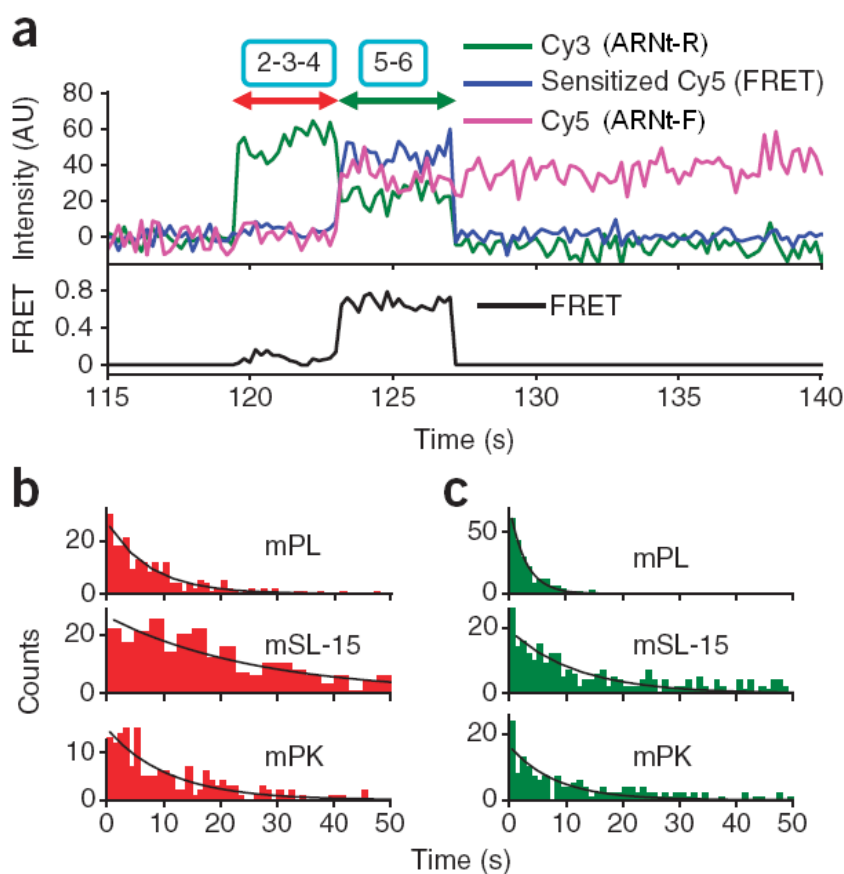 a
2-3-4
5-6
Cy3 (ARNt-R)
Sensitized Cy5 (FRET)
Cy5 (ARNt-F)
Intensity (AU)
80
60
40
20
0
FRET
0.8
0.4
0
FRET
115 120 125 130 135 140
Time (s)
b
c
Counts
20
0
mPL
50
0
mPL
20
0
mSL-15
20
0
mSL-15
10
0
mPK
20
0
mPK
0 10 20 30 40 50
0 10 20 30 40 50
Time (s)